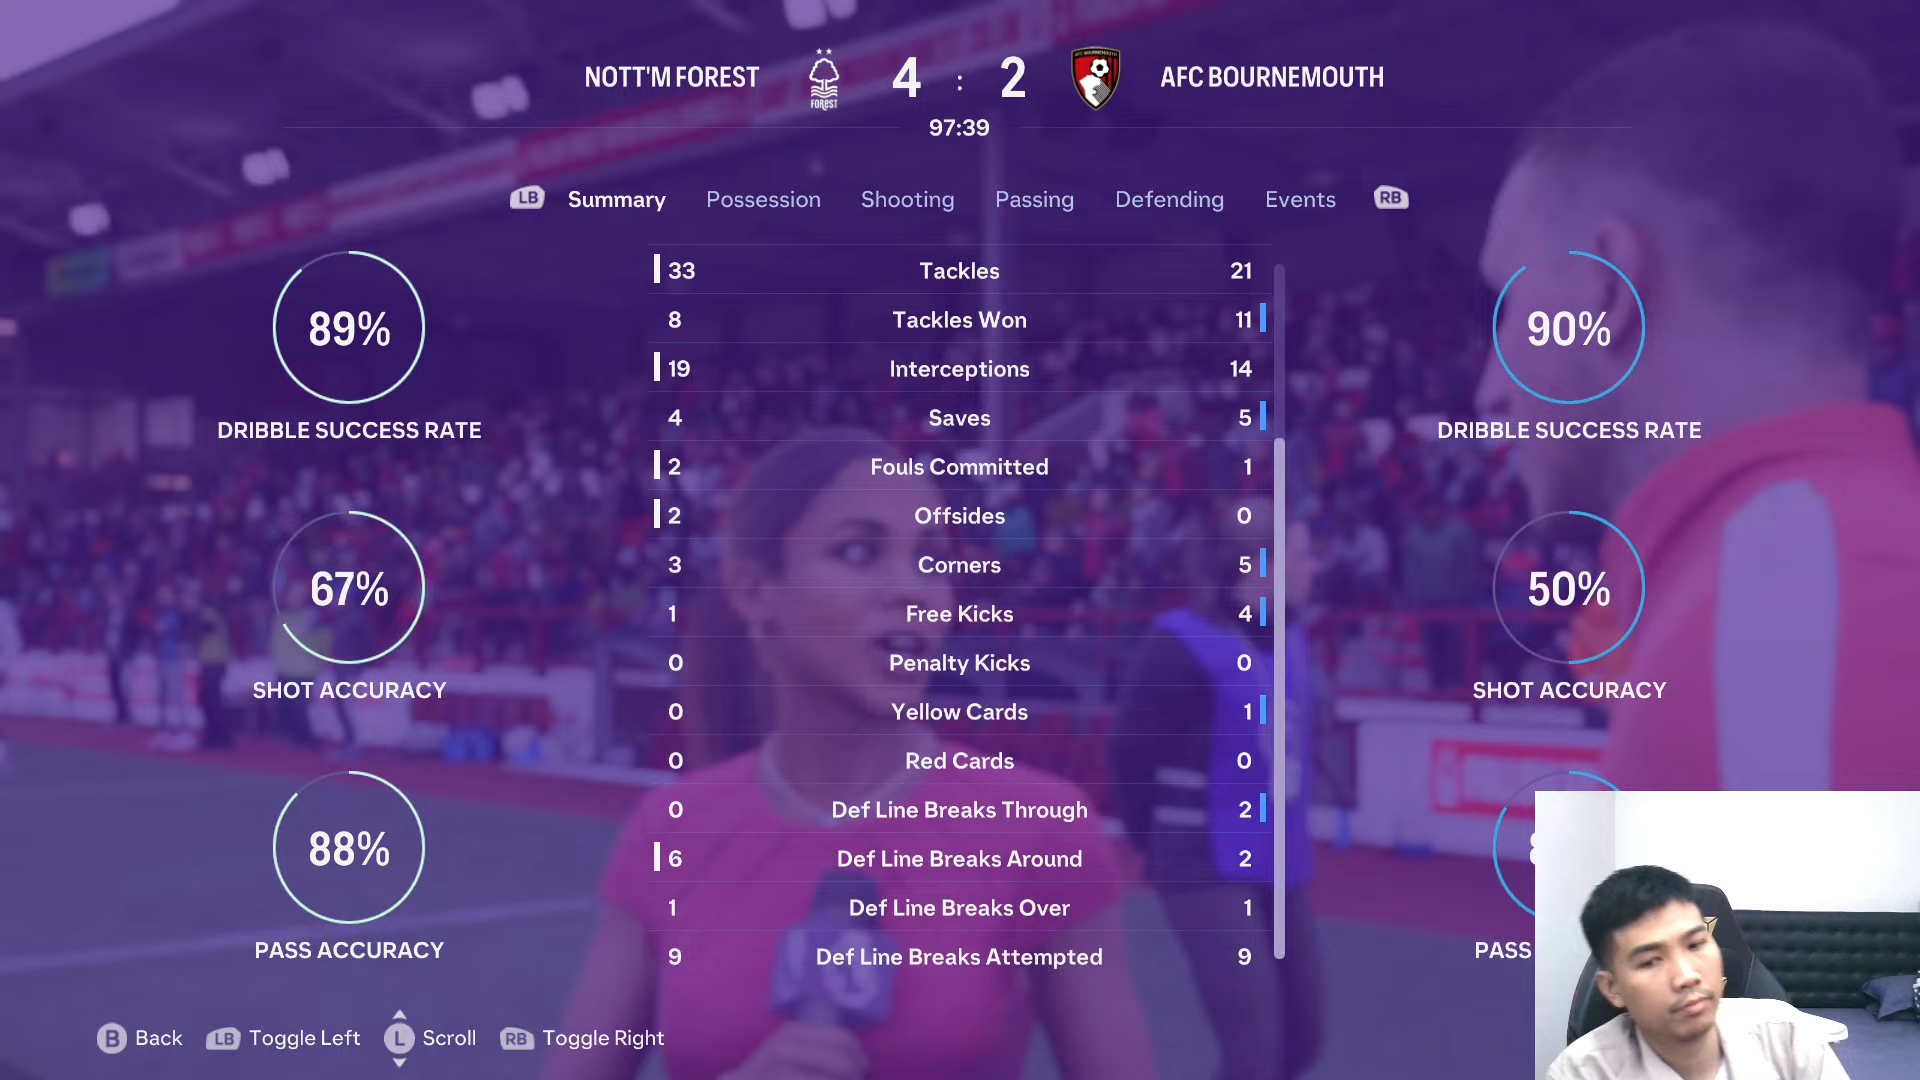 NOTT'M FOREST 4 : 2 AFC BOURNEMOUTH
FOREST
97:39
LB Summary Possession Shooting Passing Defending Events RB
33 Tackles 21
8 Tackles Won 11
19 Interceptions 14
4 Saves 5
2 Fouls Committed 1
2 Offsides 0
3 Corners 5
1 Free Kicks 4
0 Penalty Kicks 0
0 Yellow Cards 1
0 Red Cards 0
0 Def Line Breaks Through 2
6 Def Line Breaks Around 2
1 Def Line Breaks Over 1
9 Def Line Breaks Attempted 9
89%
DRIBBLE SUCCESS RATE
67%
SHOT ACCURACY
88%
PASS ACCURACY
90%
DRIBBLE SUCCESS RATE
50%
SHOT ACCURACY
PASS
B Back LB Toggle Left L Scroll RB Toggle Right